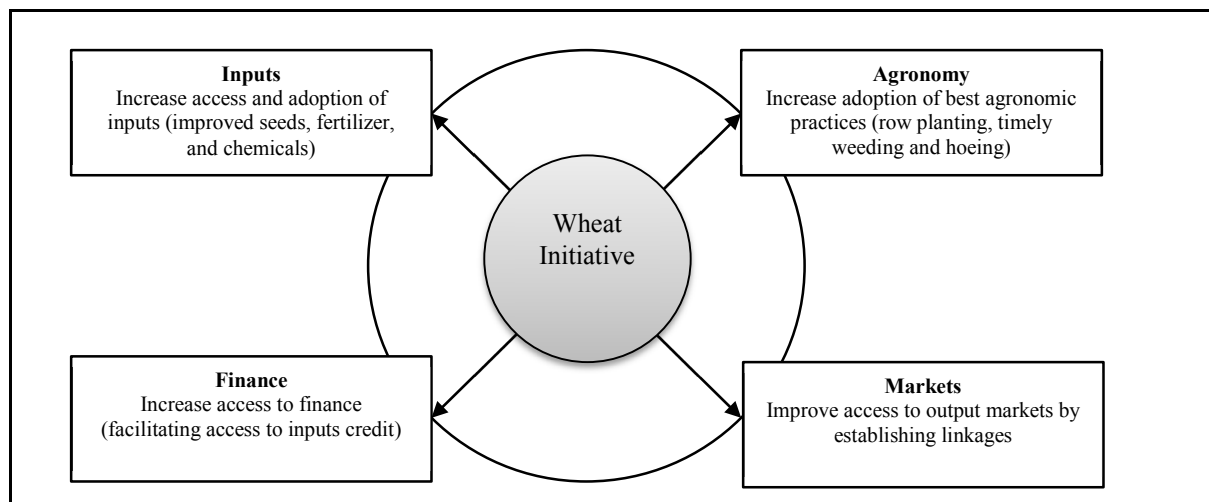 Inputs
Increase access and adoption of
inputs (improved seeds, fertilizer,
and chemicals)
Agronomy
Increase adoption of best agronomic
practices (row planting, timely
weeding and hoeing)
Wheat
Initiative
Finance
Increase access to finance
(facilitating access to inputs credit)
Markets
Improve access to output markets by
establishing linkages